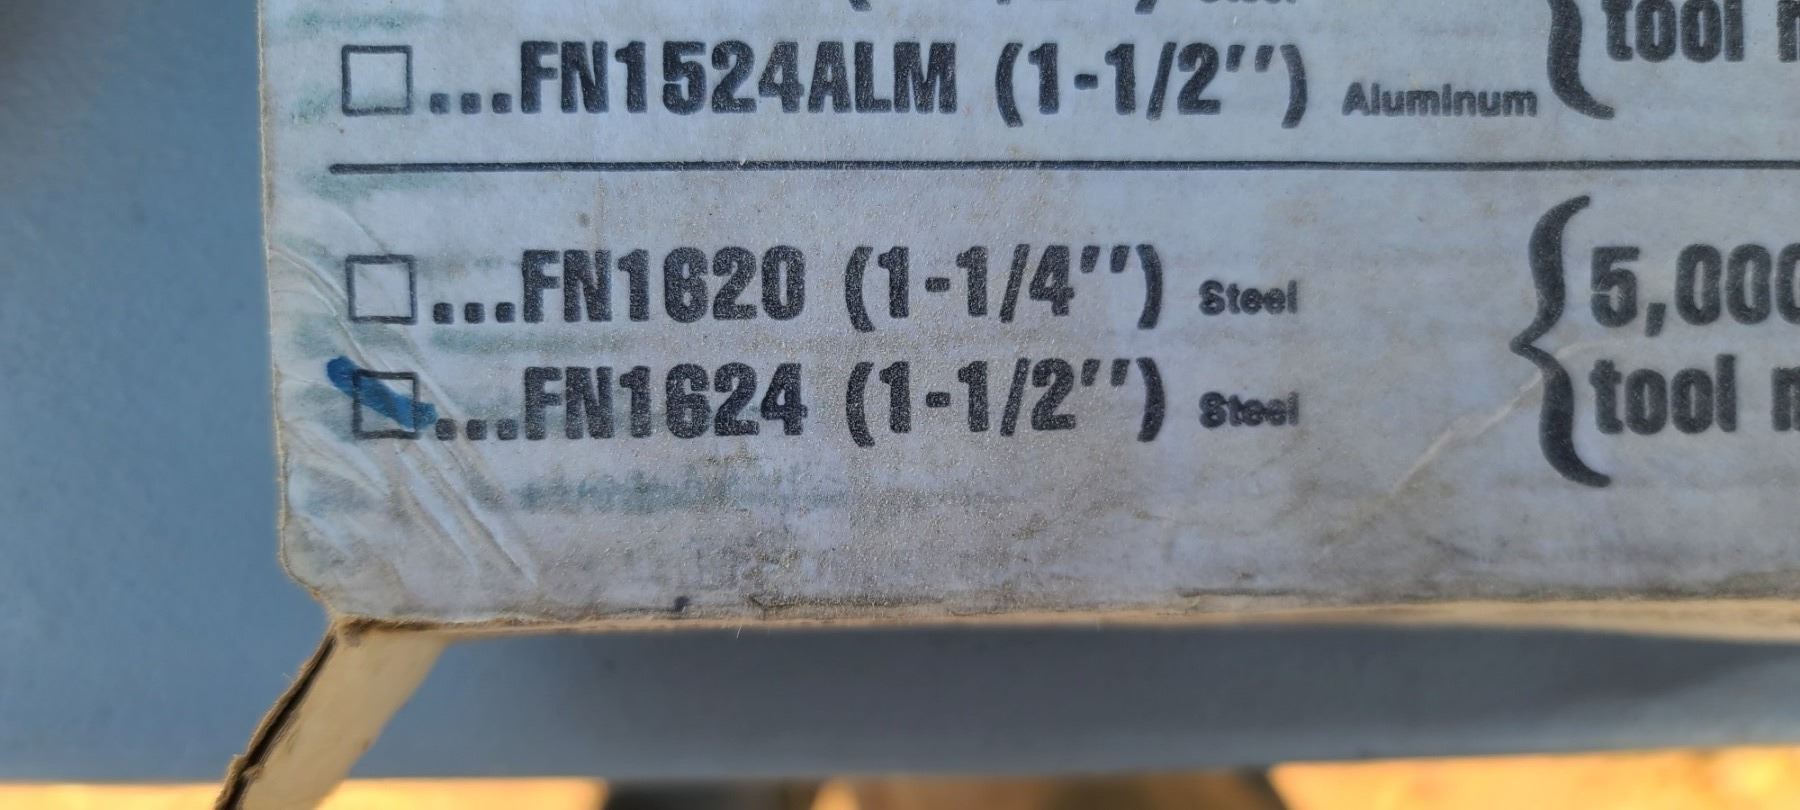 ...FN1524ALM (1-1/2") Aluminum
tool
...FN1620 (1-1/4") Steel
...FN1624 (1-1/2") Steel
5,000
tool